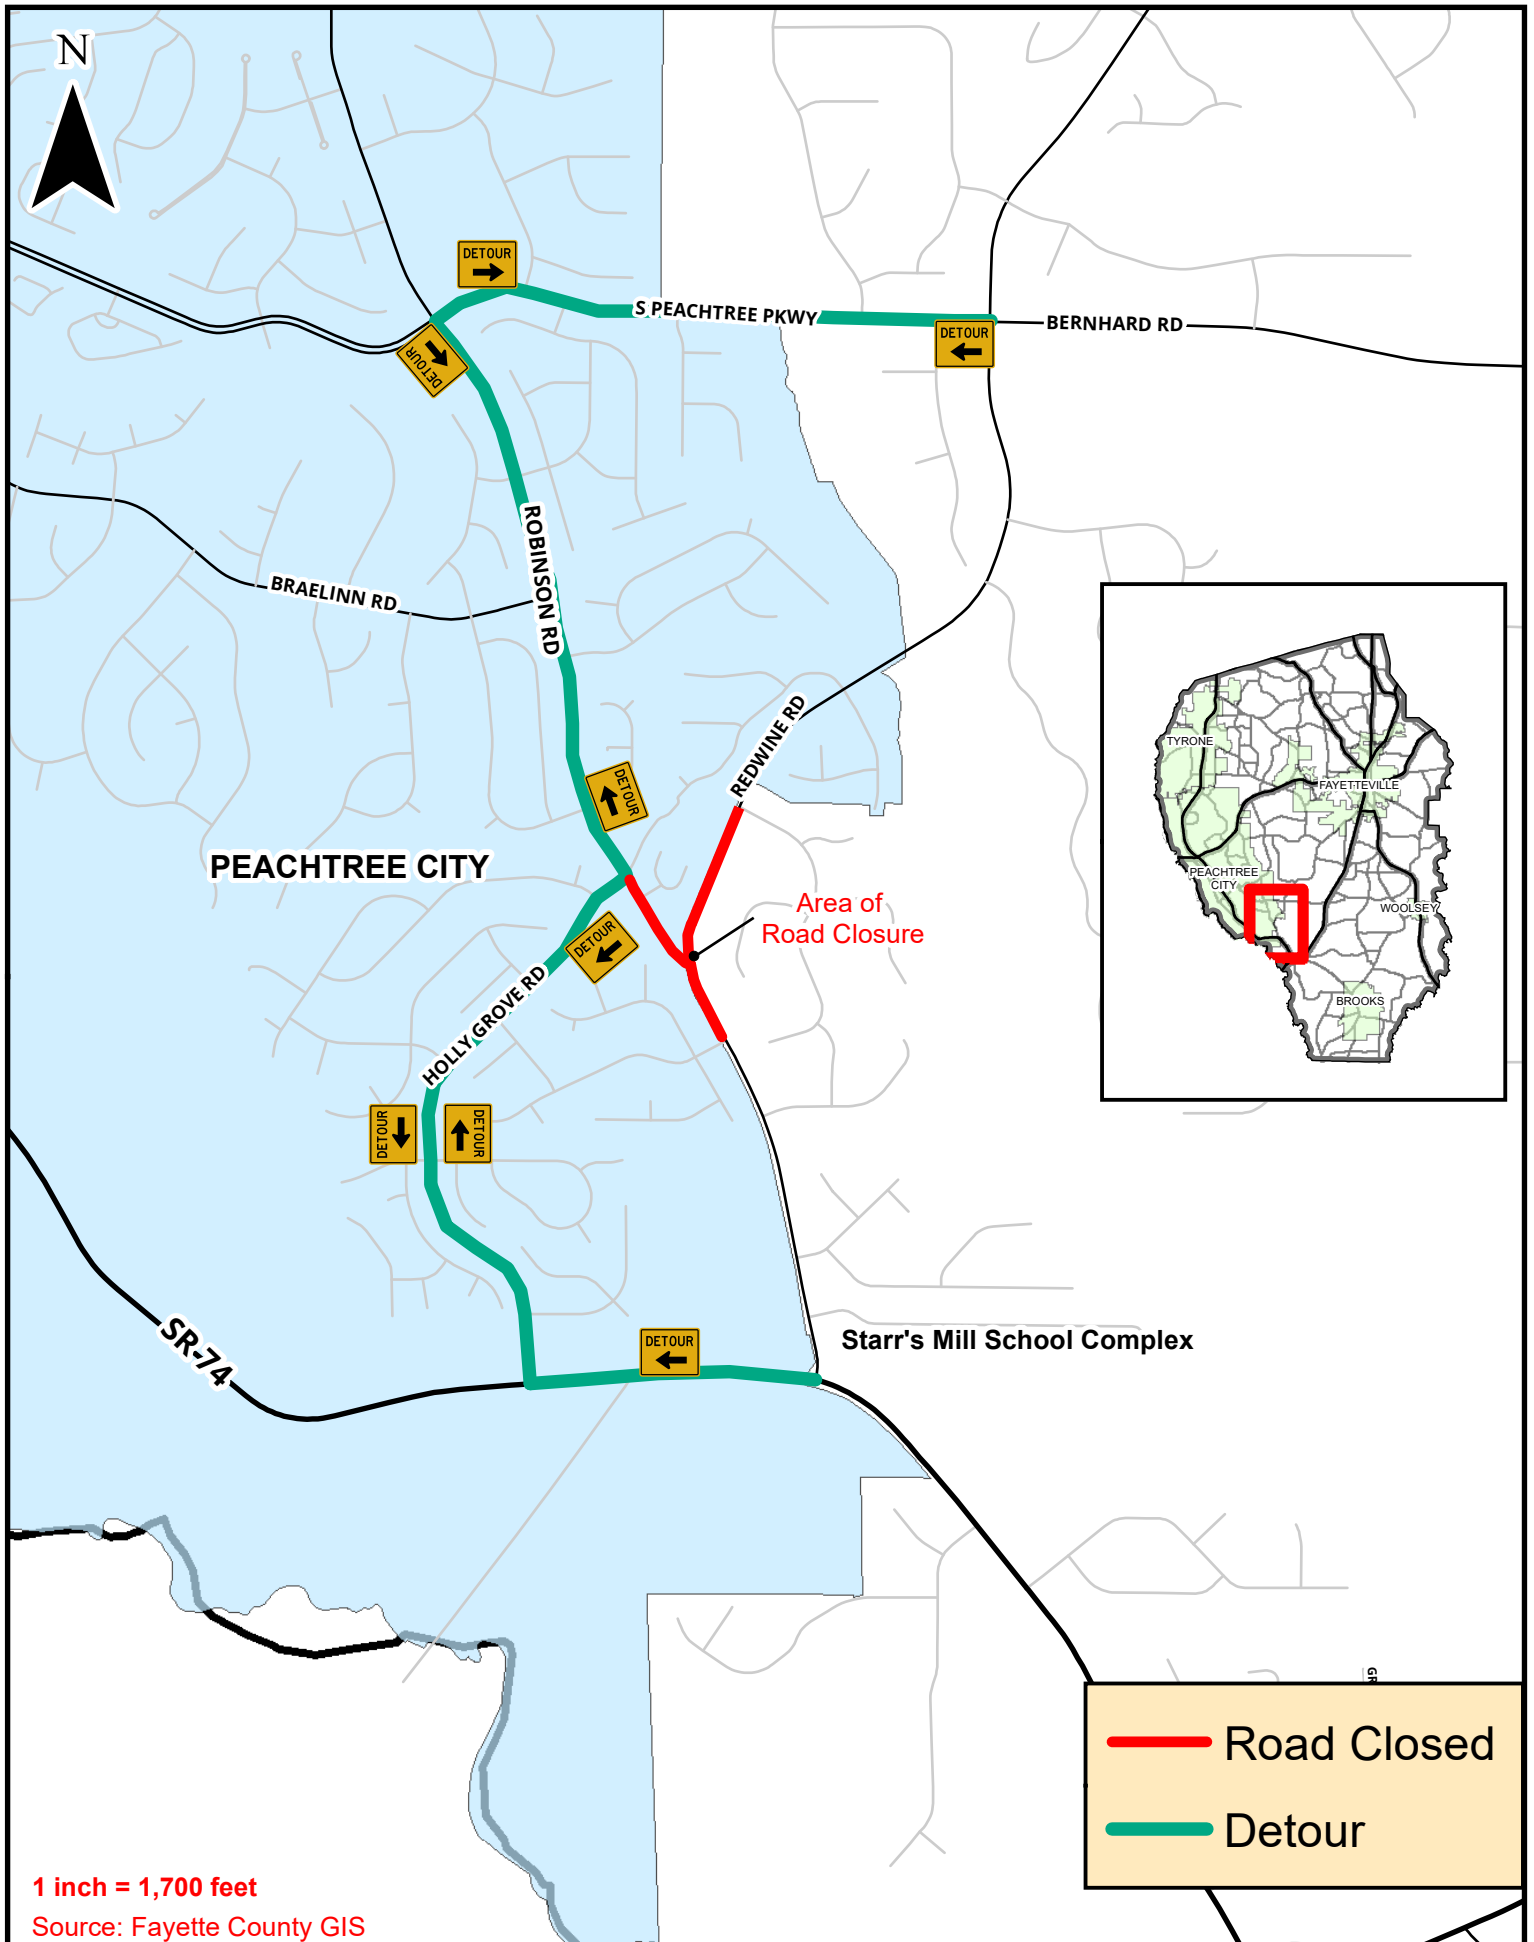 N
DETOUR
S PEACHTREE PKWY
BERNHARD RD
DETOUR
DETOUR
ROBINSON RD
BRAELINN RD
REDWINE RD
DETOUR
PEACHTREE CITY
Area of
Road Closure
DETOUR
HOLLY GROVE RD
DETOUR
DETOUR
TYRONE
FAYETTEVILLE
PEACHTREE
CITY
WOOLSEY
BROOKS
SR-74
DETOUR
Starr's Mill School Complex
Road Closed
Detour
1 inch = 1,700 feet
Source: Fayette County GIS